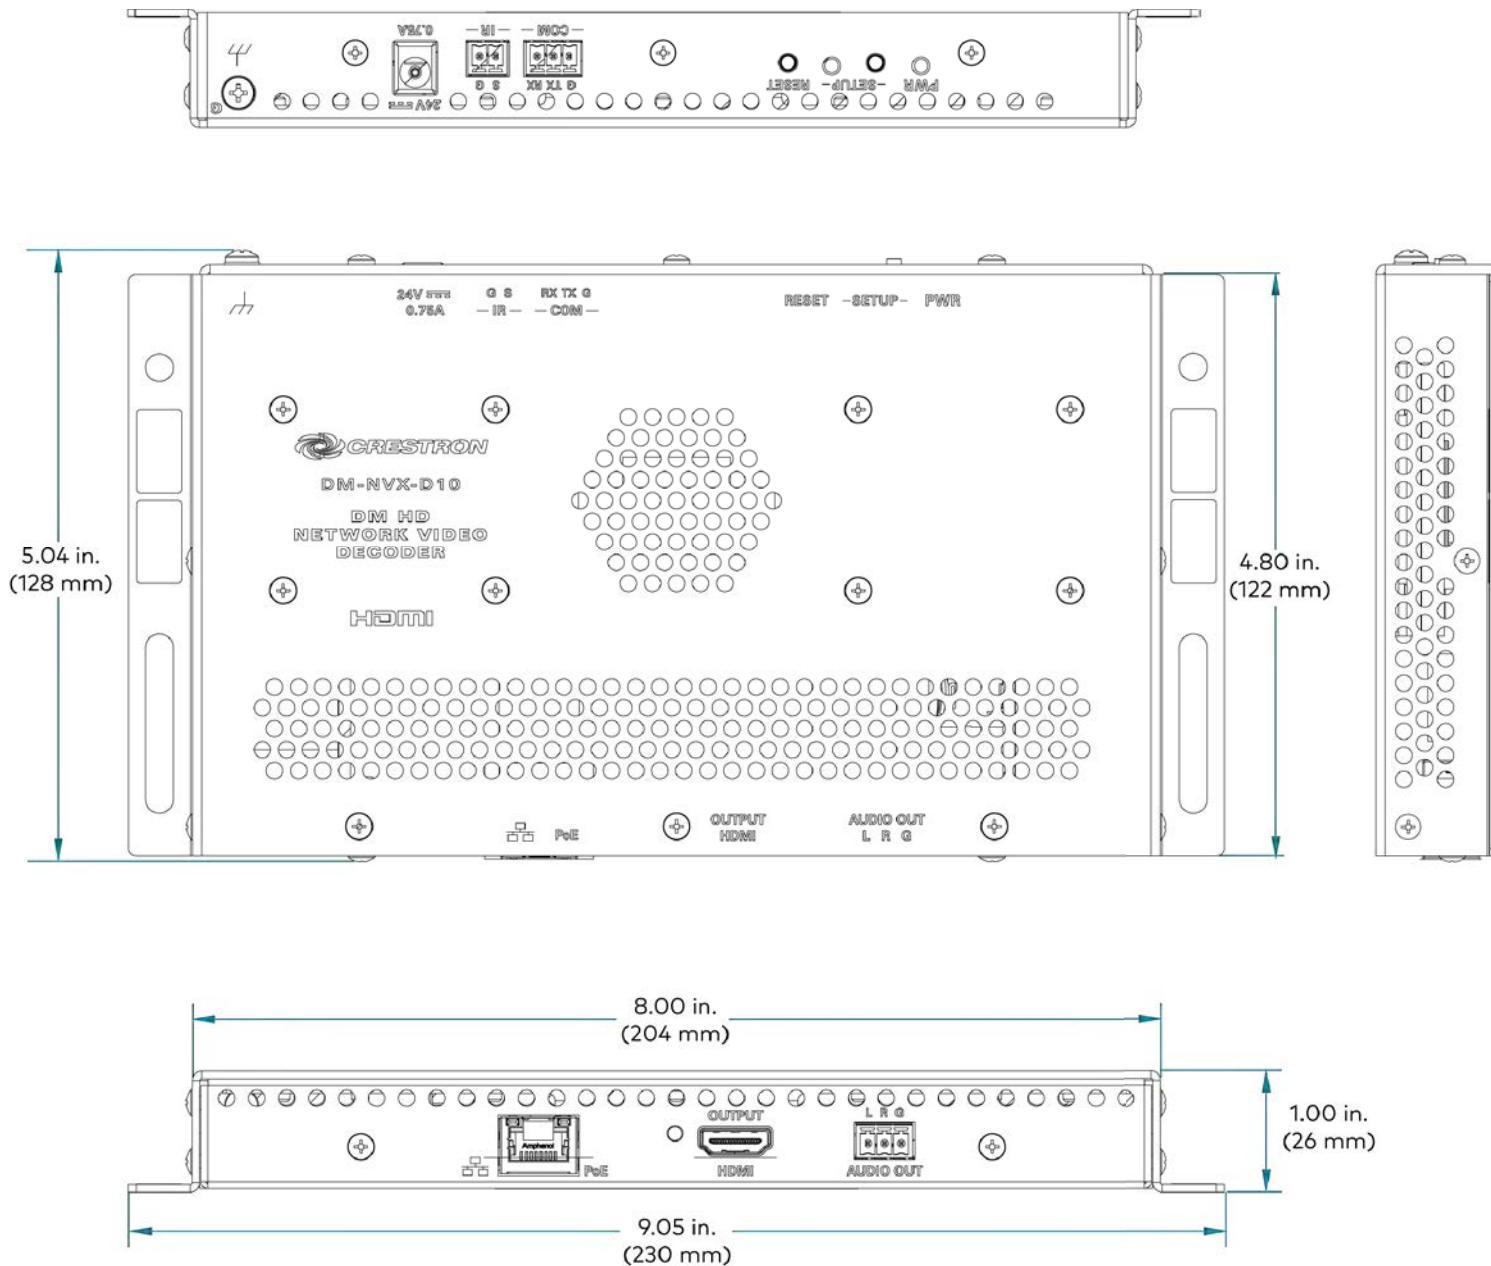 0.75A
— IR —
— COM —
G
24V
G S
RX TX G
RESET
-SETUP-
PWR
24V
G S
RX TX G
RESET
-SETUP-
PWR
0.75A
— IR —
— COM —
CRESTRON
DM-NVX-D10
DM HD
NETWORK VIDEO
DECODER
HDMI
5.04 in.
(128 mm)
4.80 in.
(122 mm)
PoE
OUTPUT
HDMI
AUDIO OUT
L R G
8.00 in.
(204 mm)
OUTPUT
L R G
Amphenol
PoE
HDMI
AUDIO OUT
1.00 in.
(26 mm)
9.05 in.
(230 mm)